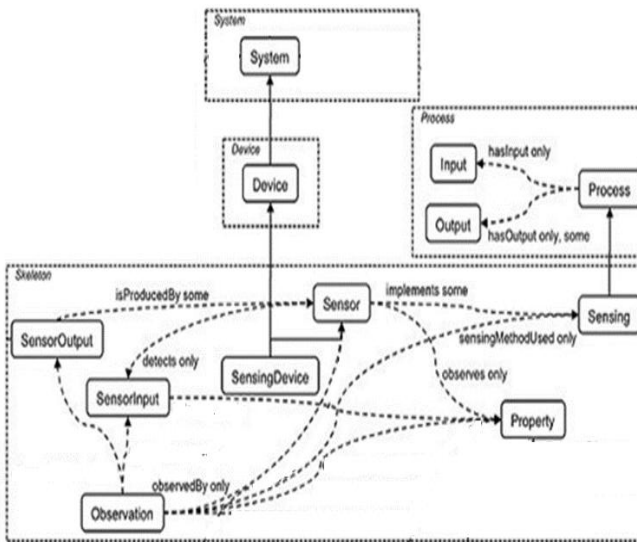 System
System
Device
Device
Process
hasInput only
Input
Process
Output
hasOutput only, some
Skeleton
isProducedBy some
Sensor
implements some
SensorOutput
Sensing
sensingMethodUsed only
detects only
SensingDevice
observes only
SensorInput
Property
observedBy only
Observation